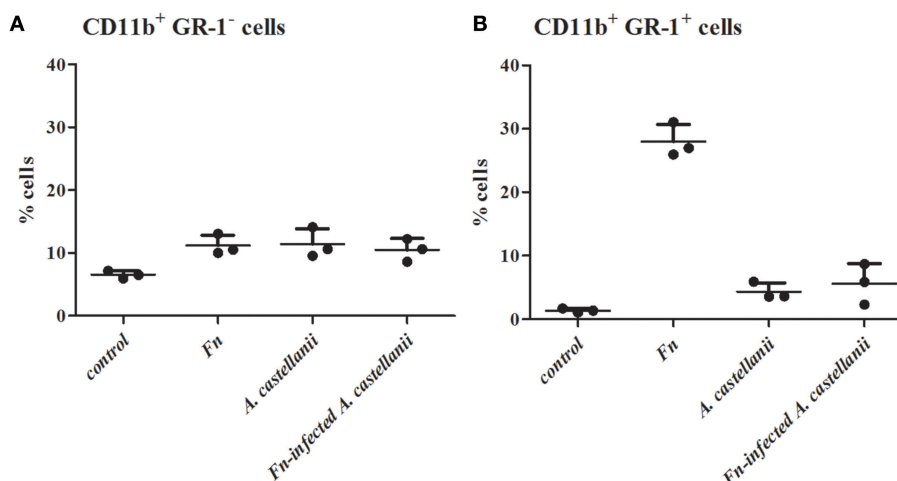 A
CD11b⁺ GR-1⁻ cells
% cells
40
30
20
10
0
control
Fn
A. castellanii
Fn-infected A. castellanii
B
CD11b⁺ GR-1⁺ cells
% cells
40
30
20
10
0
control
Fn
A. castellanii
Fn-infected A. castellanii